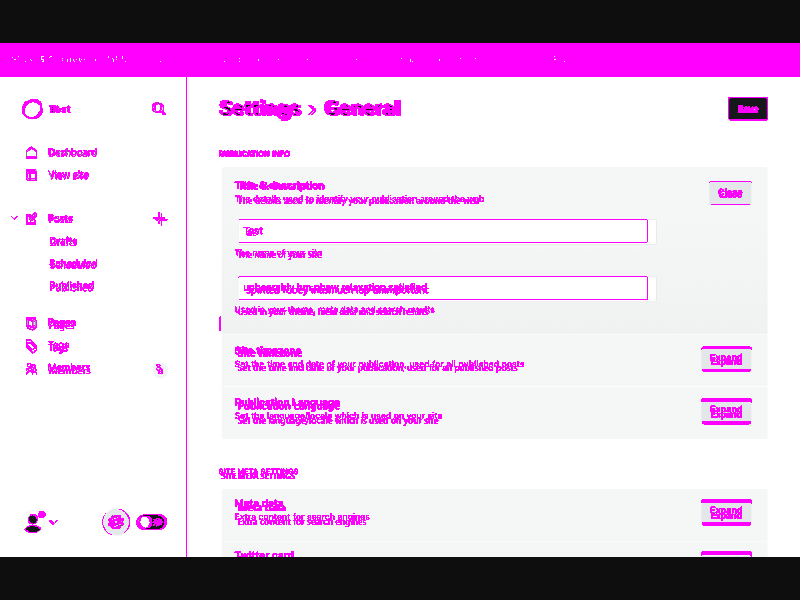 Test
Settings › General
Save
Dashboard
View site
Posts
Drafts
Scheduled
Published
Pages
Tags
Members
PUBLICATION INFO
Title & description
The details used to identify your publication around the web
Close
Test
The name of your site
Used in your theme, meta data and search results
Site timezone
Set the time and date of your publication, used for all published posts
Expand
Publication Language
Set the language/locale which is used on your site
Expand
SITE META SETTINGS
Meta data
Extra content for search engines
Expand
Twitter card